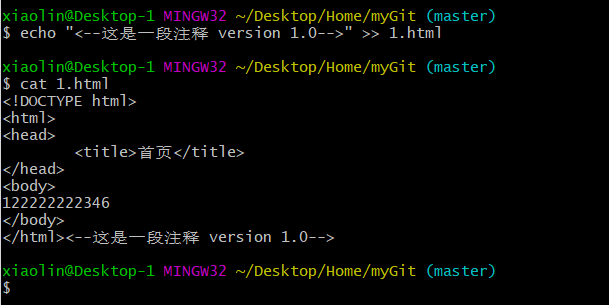 xiaolin@Desktop-1 MINGW32 ~/Desktop/Home/myGit (master)
$ echo "<--这是一段注释 version 1.0-->" >> 1.html
xiaolin@Desktop-1 MINGW32 ~/Desktop/Home/myGit (master)
$ cat 1.html
<!DOCTYPE html>
<html>
<head>
        <title>首页</title>
</head>
<body>
122222222346
</body>
</html><--这是一段注释 version 1.0-->
xiaolin@Desktop-1 MINGW32 ~/Desktop/Home/myGit (master)
$